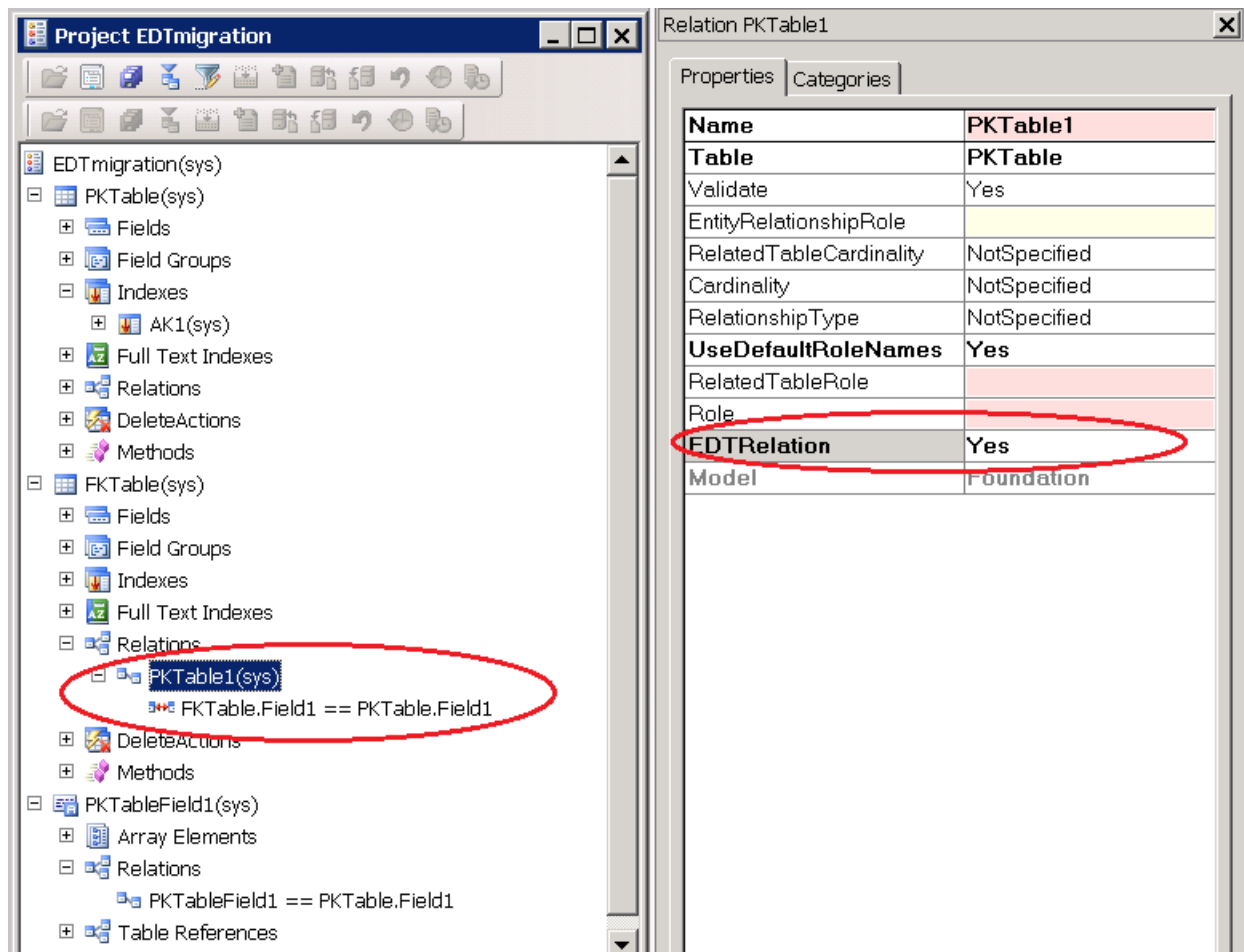 Project EDTmigration
EDTmigration(sys)
PKTable(sys)
Fields
Field Groups
Indexes
AK1(sys)
Full Text Indexes
Relations
DeleteActions
Methods
FKTable(sys)
Fields
Field Groups
Indexes
Full Text Indexes
Relations
PKTable1(sys)
FKTable.Field1 == PKTable.Field1
DeleteActions
Methods
PKTableField1(sys)
Array Elements
Relations
PKTableField1 == PKTable.Field1
Table References
Relation PKTable1
Properties Categories
Name PKTable1
Table PKTable
Validate Yes
EntityRelationshipRole
RelatedTableCardinality NotSpecified
Cardinality NotSpecified
RelationshipType NotSpecified
UseDefaultRoleNames Yes
RelatedTableRole
Role
EDTRelation Yes
Model Foundation